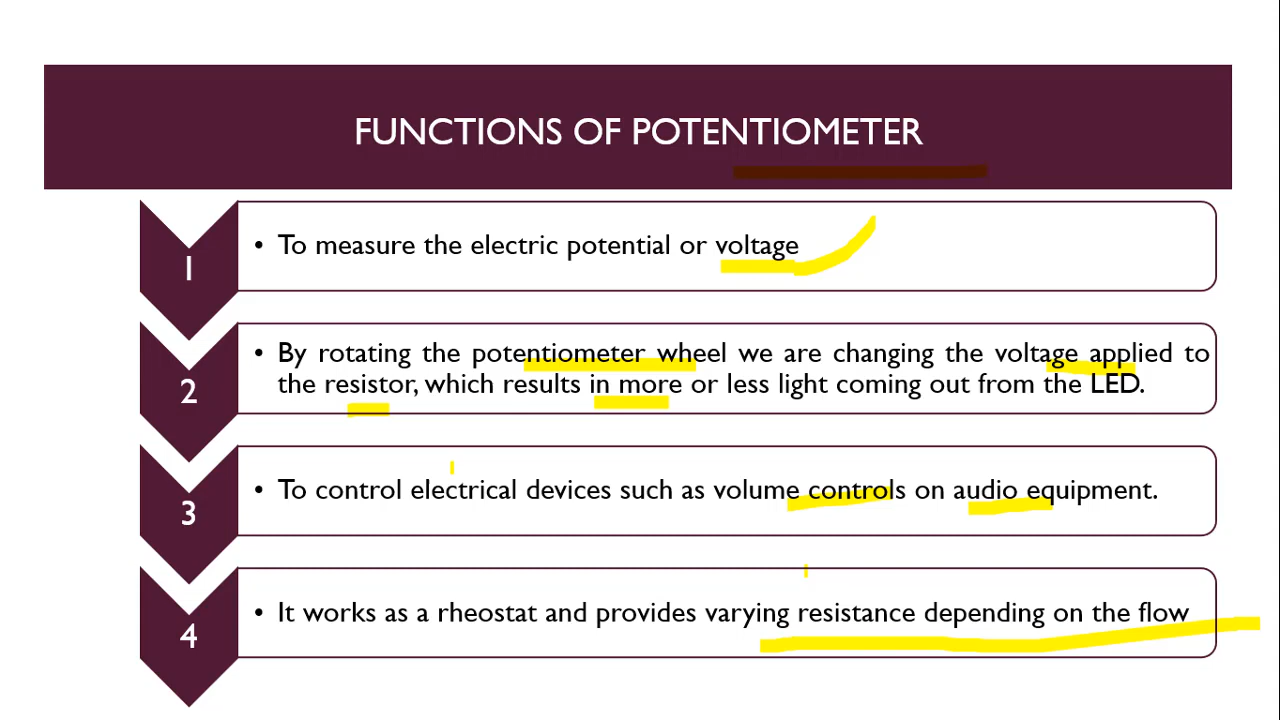 FUNCTIONS OF POTENTIOMETER
1
• To measure the electric potential or voltage
2
• By rotating the potentiometer wheel we are changing the voltage applied to
the resistor, which results in more or less light coming out from the LED.
3
• To control electrical devices such as volume controls on audio equipment.
4
• It works as a rheostat and provides varying resistance depending on the flow